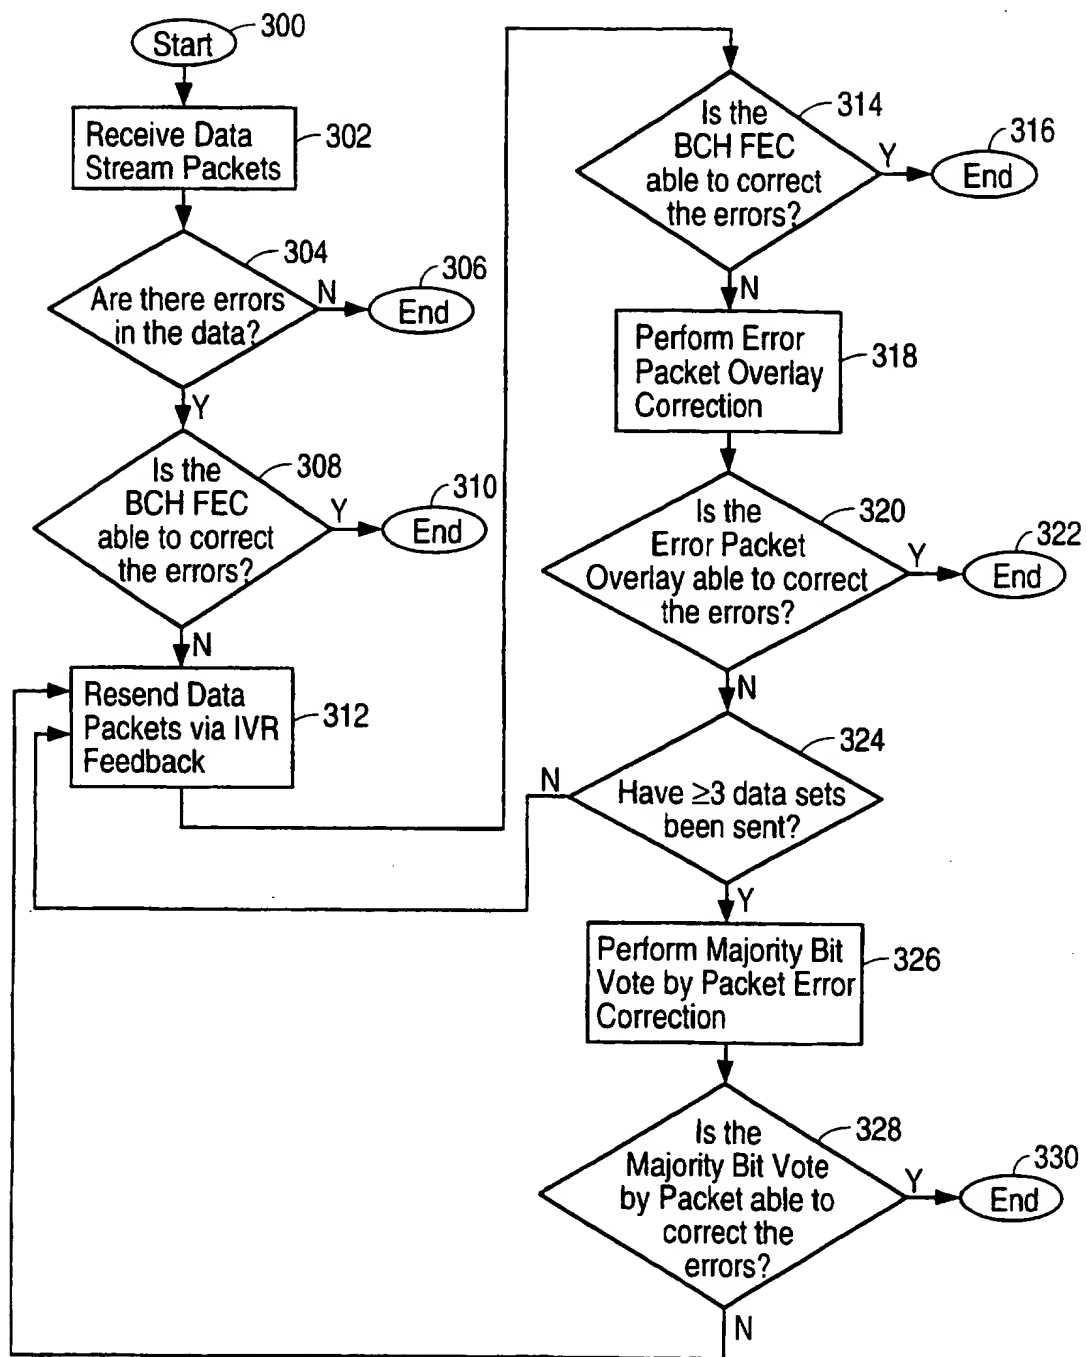 Start
300
Receive Data
Stream Packets
302
304
Are there errors
in the data?
N
306
End
Y
308
Is the
BCH FEC
able to correct
the errors?
Y
310
End
N
Resend Data
Packets via IVR
Feedback
312
314
Is the
BCH FEC
able to correct
the errors?
Y
316
End
N
Perform Error
Packet Overlay
Correction
318
320
Is the
Error Packet
Overlay able to correct
the errors?
Y
322
End
N
324
Have ≥3 data sets
been sent?
N
Y
Perform Majority Bit
Vote by Packet Error
Correction
326
328
Is the
Majority Bit Vote
by Packet able to
correct the
errors?
Y
330
End
N